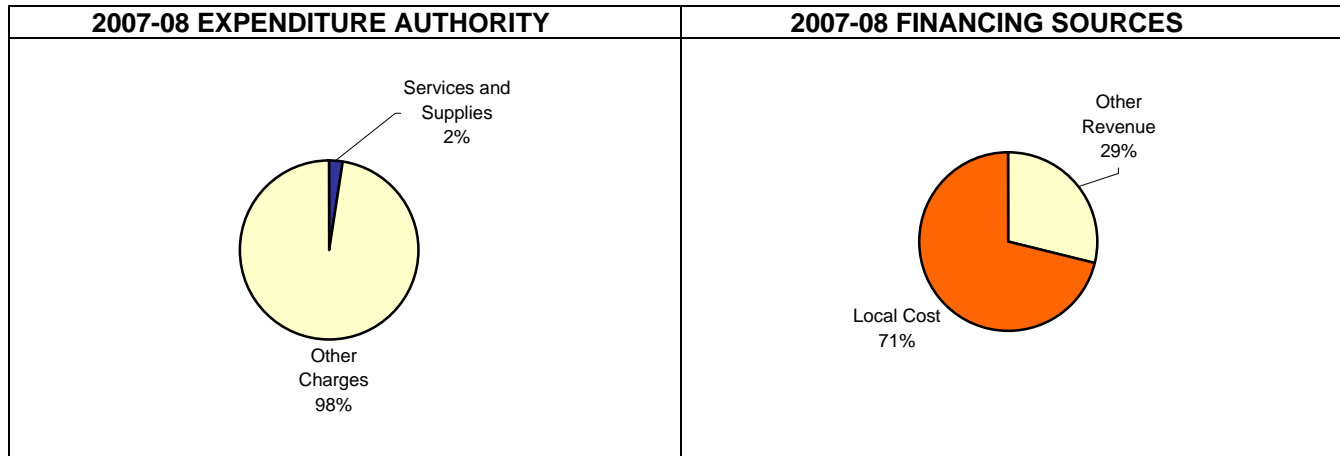 2007-08 EXPENDITURE AUTHORITY
Services and
Supplies
2%
Other
Charges
98%
2007-08 FINANCING SOURCES
Other
Revenue
29%
Local Cost
71%